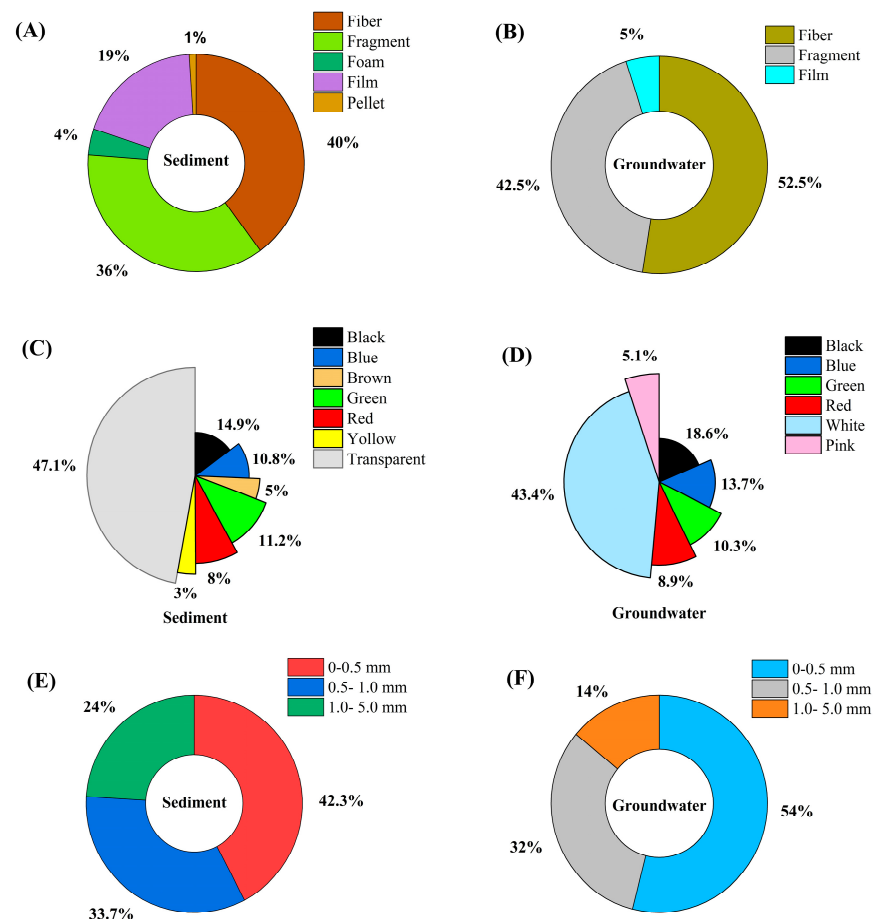 (A)
1%
19%
4%
Sediment
40%
36%
Fiber
Fragment
Foam
Film
Pellet
(B)
5%
42.5%
Groundwater
52.5%
Fiber
Fragment
Film
(C)
Black
Blue
Brown
Green
Red
Yollow
Transparent
14.9%
10.8%
5%
11.2%
8%
3%
47.1%
Sediment
(D)
5.1%
Black
Blue
Green
Red
White
Pink
18.6%
13.7%
10.3%
8.9%
43.4%
Groundwater
(E)
0-0.5 mm
0.5- 1.0 mm
1.0- 5.0 mm
24%
Sediment
42.3%
33.7%
(F)
0-0.5 mm
0.5- 1.0 mm
1.0- 5.0 mm
14%
Groundwater
54%
32%